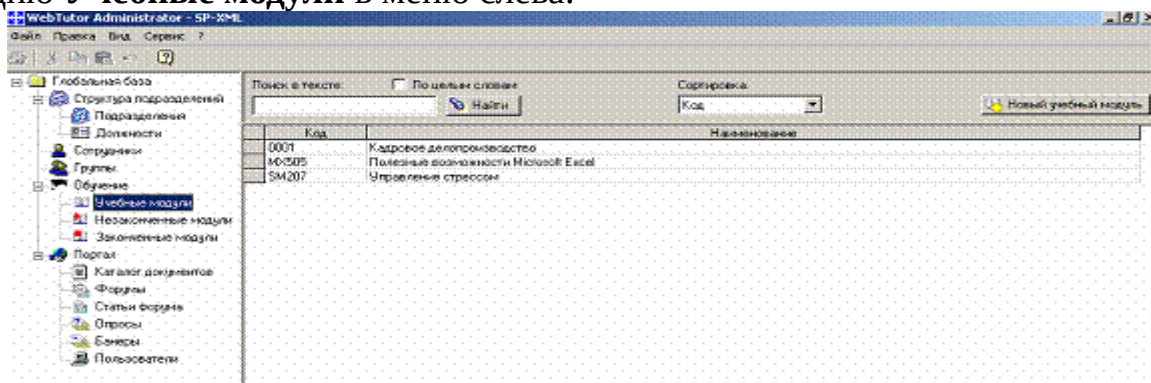 цию Учебные модули в меню слева.
WebTutor Administrator - SP-XML
Файл Правка Вид Сервис ?
Глобальная база
Структура подразделений
Подразделения
Должности
Сотрудники
Группы
Обучение
Учебные модули
Незаконченные модули
Законченные модули
Портал
Каталог документов
Форумы
Статьи форума
Опросы
Банеры
Пользователи
Поиск в тексте: По целым словам Сортировка:
Найти Код Новый учебный модуль
Код Наименование
0001 Кадровое делопроизводство
MX505 Полезные возможности Microsoft Excel
SM207 Управление стрессом